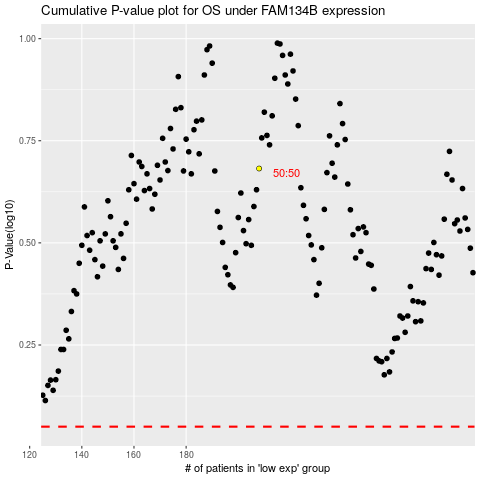 Cumulative P-value plot for OS under FAM134B expression
P-Value(log10)
1.00
0.75
0.50
0.25
50:50
120 140 160 180
# of patients in 'low exp' group